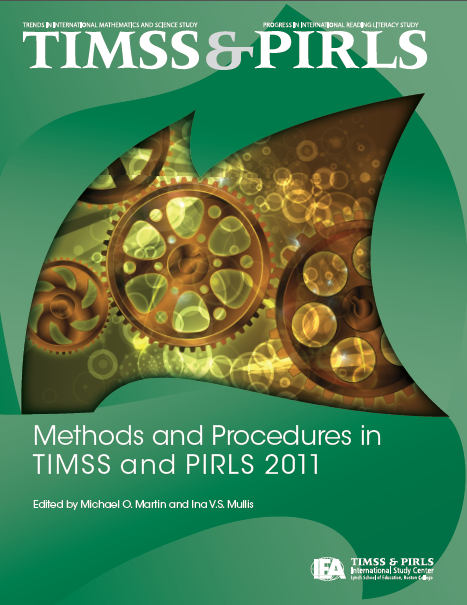 TRENDS IN INTERNATIONAL MATHEMATICS AND SCIENCE STUDY PROGRESS IN INTERNATIONAL READING LITERACY STUDY
TIMSS&PIRLS
Methods and Procedures in
TIMSS and PIRLS 2011
Edited by Michael O. Martin and Ina V.S. Mullis
IEA
TIMSS & PIRLS
International Study Center
Lynch School of Education, Boston College